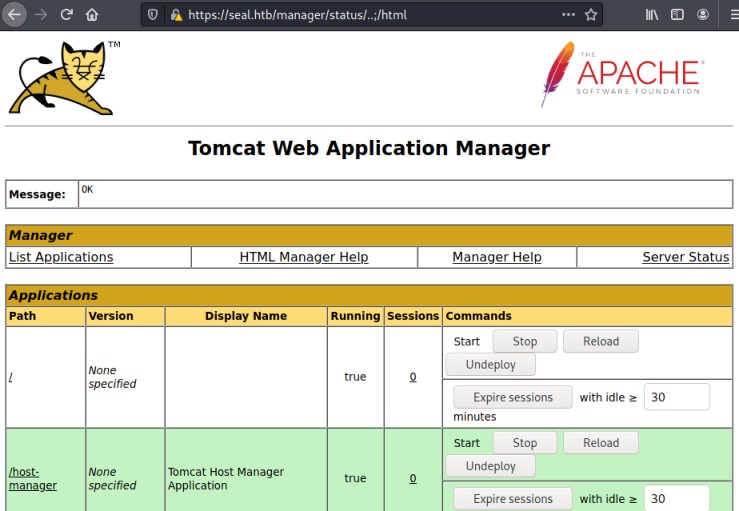 https://seal.htb/manager/status/..;/html
TM
THE
APACHE®
SOFTWARE FOUNDATION
Tomcat Web Application Manager
Message: OK
Manager
List Applications HTML Manager Help Manager Help Server Status
Applications
Path Version Display Name Running Sessions Commands
/ None specified true 0 Start Stop Reload
Undeploy
Expire sessions with idle ≥ 30
minutes
/host-manager None specified Tomcat Host Manager Application true 0 Start Stop Reload
Undeploy
Expire sessions with idle ≥ 30